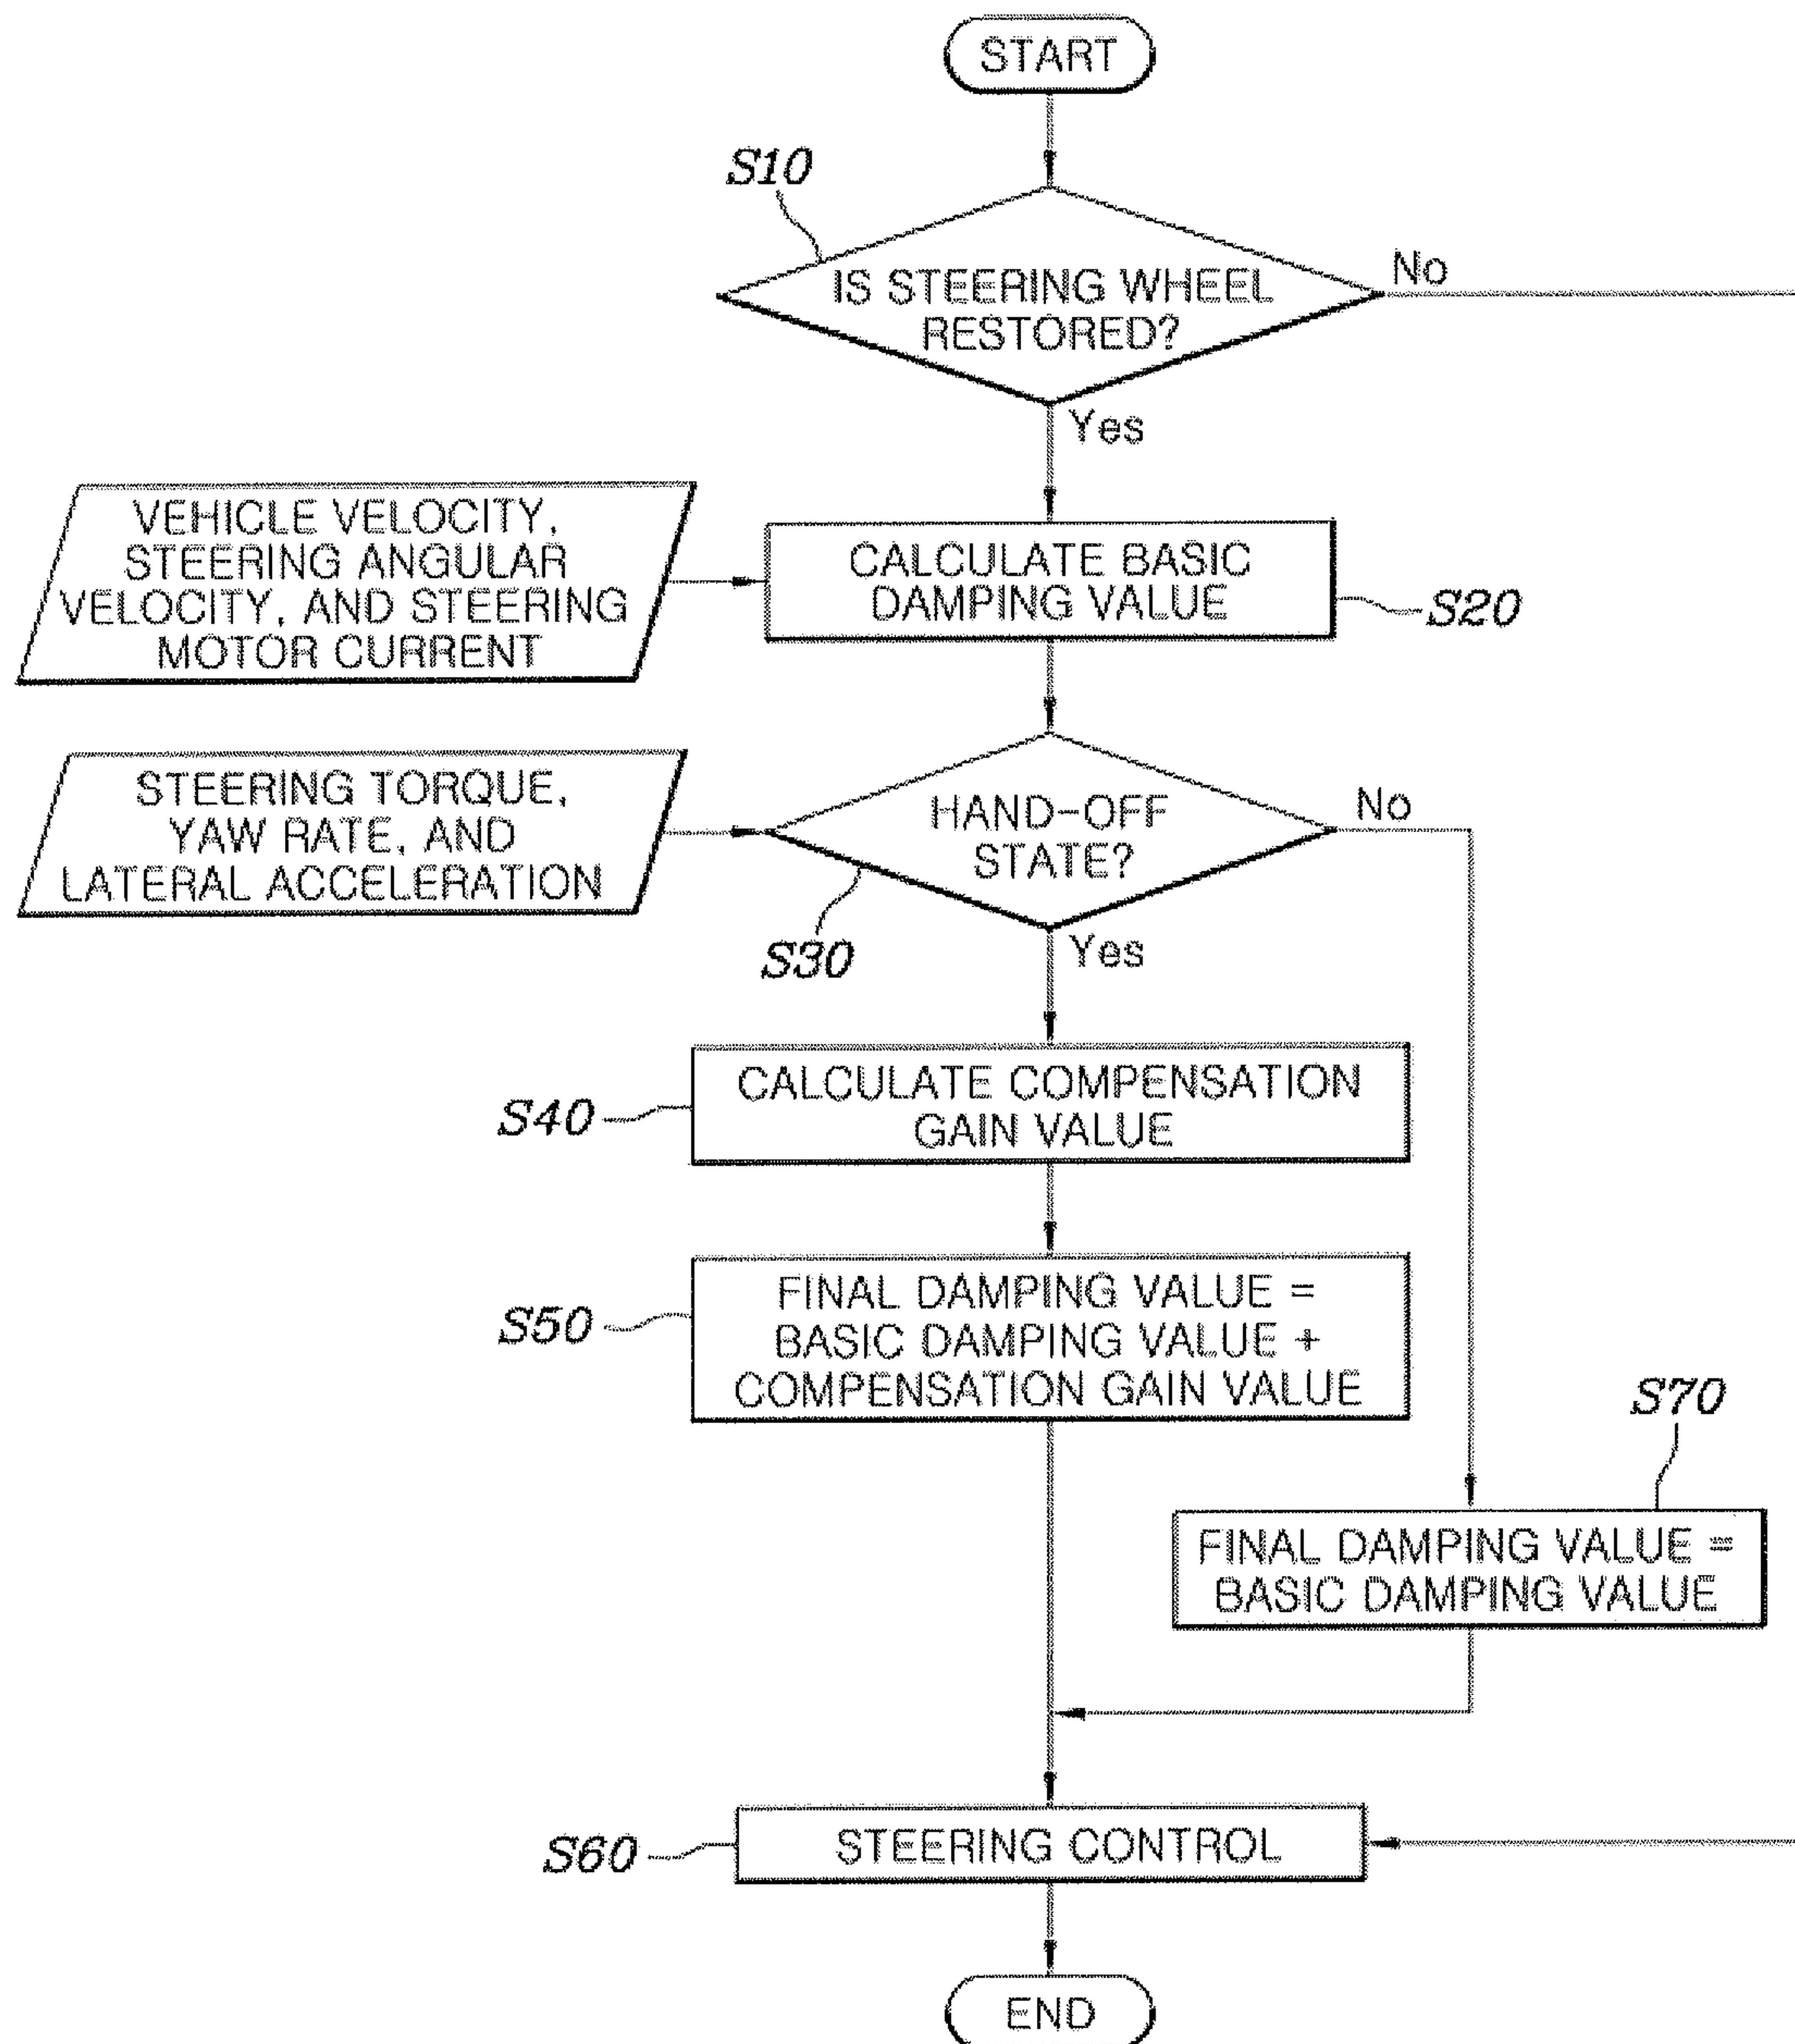 START
S10
IS STEERING WHEEL
RESTORED?
No
Yes
VEHICLE VELOCITY,
STEERING ANGULAR
VELOCITY, AND STEERING
MOTOR CURRENT
CALCULATE BASIC
DAMPING VALUE
S20
STEERING TORQUE,
YAW RATE, AND
LATERAL ACCELERATION
HAND-OFF
STATE?
No
S30
Yes
CALCULATE COMPENSATION
GAIN VALUE
S40
FINAL DAMPING VALUE =
BASIC DAMPING VALUE +
COMPENSATION GAIN VALUE
S50
S70
FINAL DAMPING VALUE =
BASIC DAMPING VALUE
STEERING CONTROL
S60
END